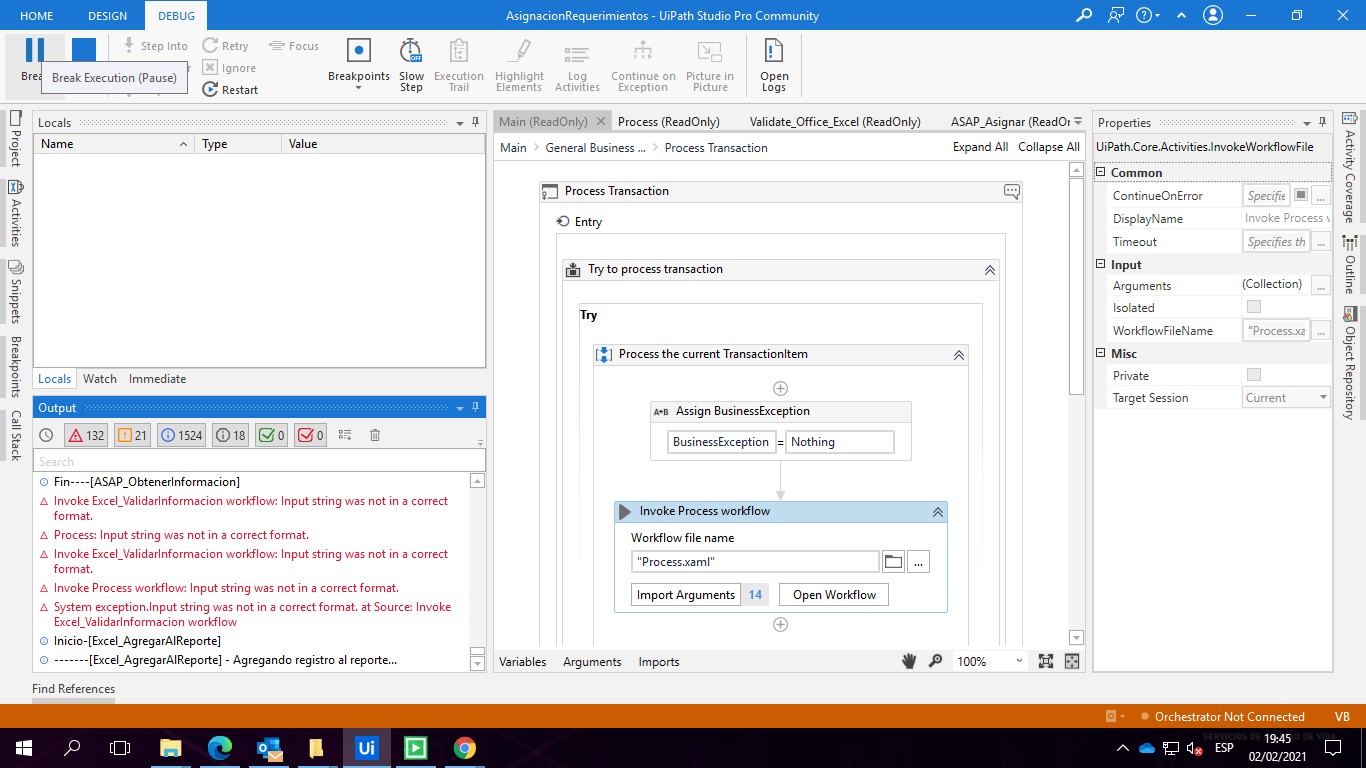 HOME DESIGN DEBUG AsignacionRequerimientos - UiPath Studio Pro Community
Step Into Retry Focus
Ignore
Break
Restart
Break Execution (Pause)
Breakpoints Slow Step Execution Trail Highlight Elements Log Activities Continue on Exception Picture in Picture Open Logs
OFF
Project
Activities
Snippets
Breakpoints
Call Stack
Locals
Name Type Value
Locals Watch Immediate
Output
132 21 1524 18 0 0
Search
Fin----[ASAP_ObtenerInformacion]
Invoke Excel_ValidarInformacion workflow: Input string was not in a correct
format.
Process: Input string was not in a correct format.
Invoke Excel_ValidarInformacion workflow: Input string was not in a correct
format.
Invoke Process workflow: Input string was not in a correct format.
System exception.Input string was not in a correct format. at Source: Invoke
Excel_ValidarInformacion workflow
Inicio-[Excel_AgregarAlReporte]
-------[Excel_AgregarAlReporte] - Agregando registro al reporte...
Find References
Main (ReadOnly) Process (ReadOnly) Validate_Office_Excel (ReadOnly) ASAP_Asignar (ReadOr
Main > General Business ... > Process Transaction Expand All Collapse All
Process Transaction
Entry
Try to process transaction
Try
Process the current TransactionItem
A+B Assign BusinessException
BusinessException = Nothing
Invoke Process workflow
Workflow file name
"Process.xaml" ...
Import Arguments 14 Open Workflow
Variables Arguments Imports 100%
Properties
UiPath.Core.Activities.InvokeWorkflowFile
Common
ContinueOnError Specifie ...
DisplayName Invoke Process w
Timeout Specifies th ...
Input
Arguments (Collection) ...
Isolated
WorkflowFileName "Process.xa ...
Misc
Private
Target Session Current
Activity Coverage
Outline
Object Repository
Orchestrator Not Connected VB
Ui
ESP
19:45
02/02/2021